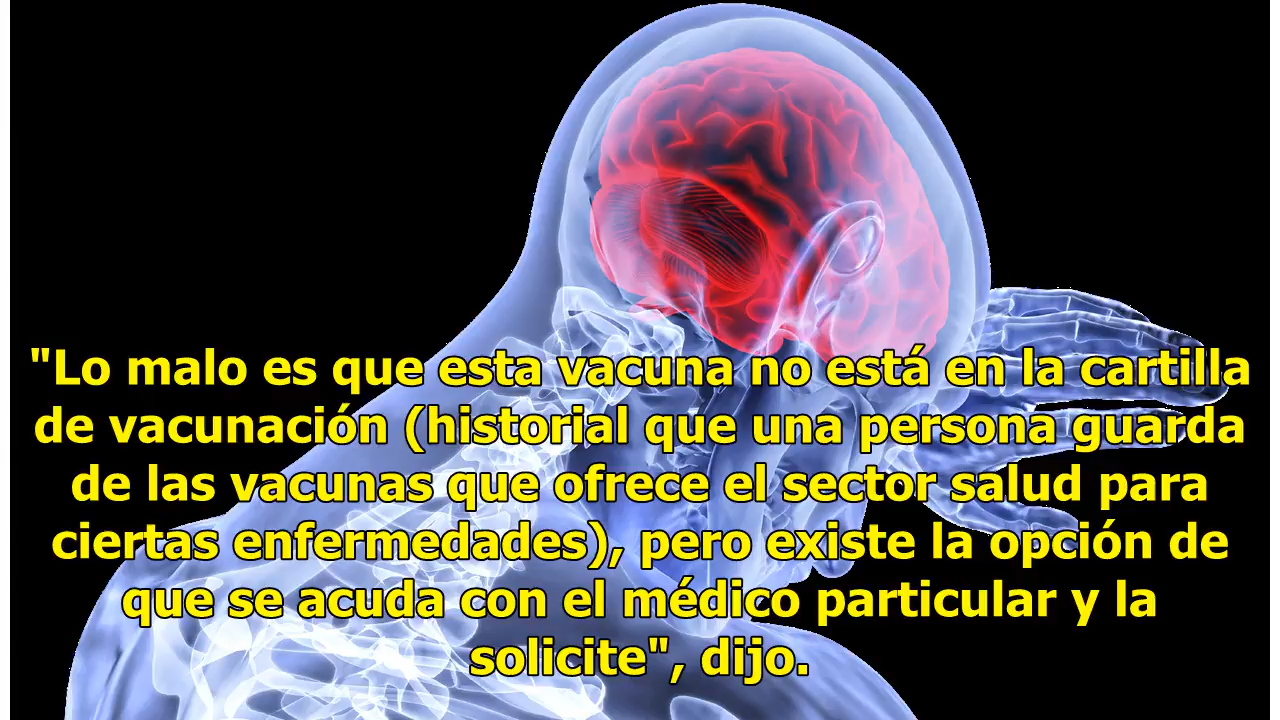 "Lo malo es que esta vacuna no está en la cartilla
de vacunación (historial que una persona guarda
de las vacunas que ofrece el sector salud para
ciertas enfermedades), pero existe la opción de
que se acuda con el médico particular y la
solicite", dijo.